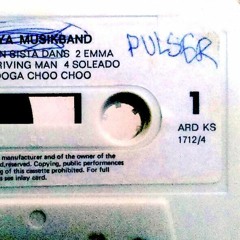 YA MUSIKBAND
N SISTA DANS 2 EMMA
RIVING MAN 4 SOLEADO
OOGA CHOO CHOO
PULSER
1
ARD KS
1712/4
manufacturer and of the owner of the
reserved. Copying, public performances
ng of this cassette prohibited. For full
s see inlay card.